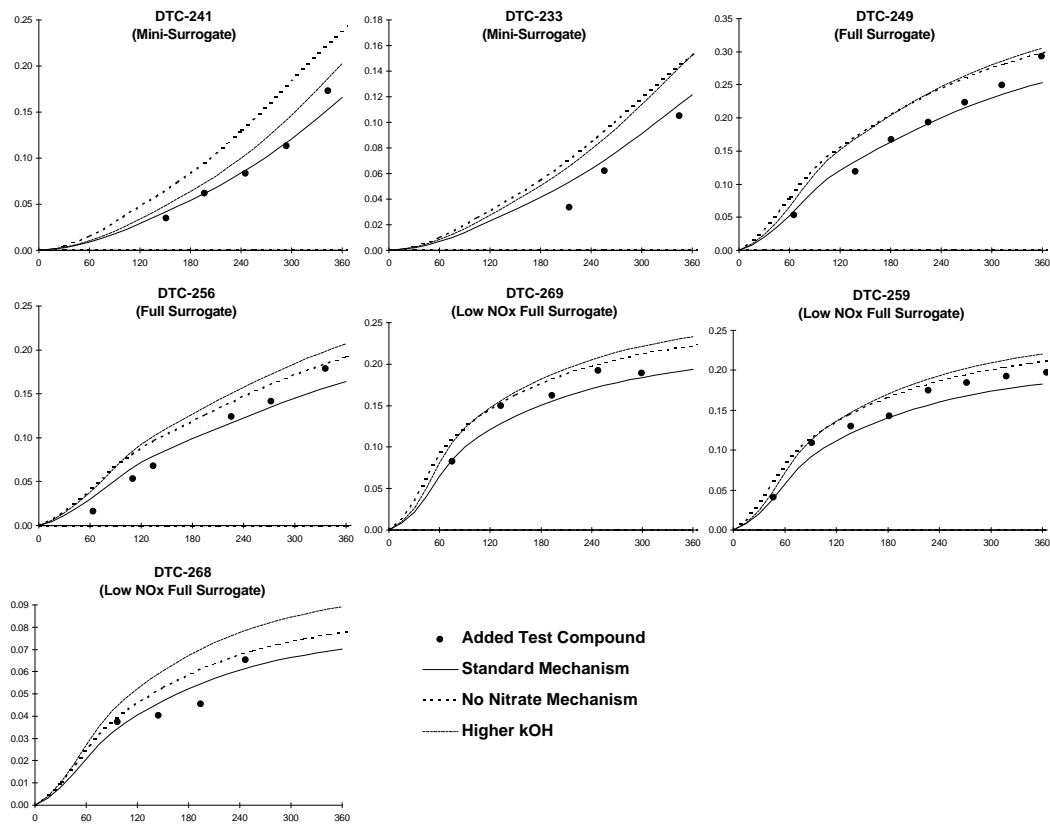 DTC-241
(Mini-Surrogate)
0.25
0.20
0.15
0.10
0.05
0.00
0 60 120 180 240 300 360
DTC-233
(Mini-Surrogate)
0.18
0.16
0.14
0.12
0.10
0.08
0.06
0.04
0.02
0.00
0 60 120 180 240 300 360
DTC-249
(Full Surrogate)
0.35
0.30
0.25
0.20
0.15
0.10
0.05
0.00
0 60 120 180 240 300 360
DTC-256
(Full Surrogate)
0.25
0.20
0.15
0.10
0.05
0.00
0 60 120 180 240 300 360
DTC-269
(Low NOx Full Surrogate)
0.25
0.20
0.15
0.10
0.05
0.00
0 60 120 180 240 300 360
DTC-259
(Low NOx Full Surrogate)
0.25
0.20
0.15
0.10
0.05
0.00
0 60 120 180 240 300 360
DTC-268
(Low NOx Full Surrogate)
0.09
0.08
0.07
0.06
0.05
0.04
0.03
0.02
0.01
0.00
0 60 120 180 240 300 360
Added Test Compound
Standard Mechanism
No Nitrate Mechanism
Higher kOH